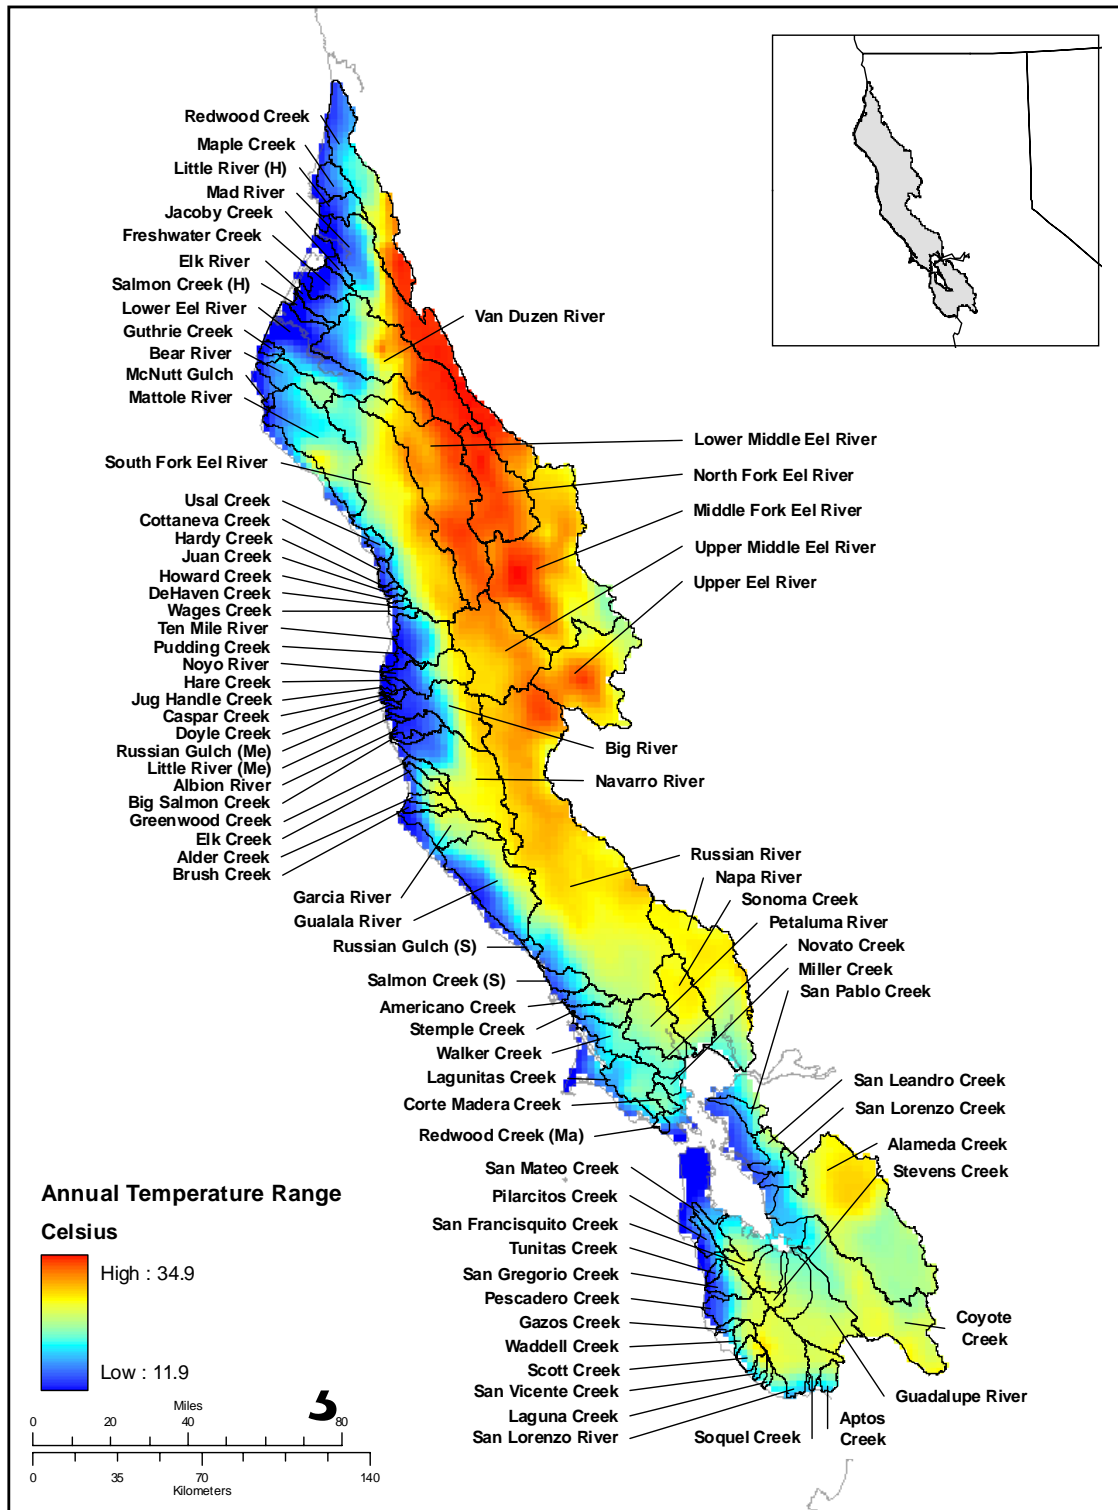 Redwood Creek
Maple Creek
Little River (H)
Mad River
Jacoby Creek
Freshwater Creek
Elk River
Salmon Creek (H)
Lower Eel River
Guthrie Creek
Bear River
McNutt Gulch
Mattole River
South Fork Eel River
Usal Creek
Cottaneva Creek
Hardy Creek
Juan Creek
Howard Creek
DeHaven Creek
Wages Creek
Ten Mile River
Pudding Creek
Noyo River
Hare Creek
Jug Handle Creek
Caspar Creek
Doyle Creek
Russian Gulch (Me)
Little River (Me)
Albion River
Big Salmon Creek
Greenwood Creek
Elk Creek
Alder Creek
Brush Creek
Garcia River
Gualala River
Russian Gulch (S)
Salmon Creek (S)
Americano Creek
Stemple Creek
Walker Creek
Lagunitas Creek
Corte Madera Creek
Redwood Creek (Ma)
San Mateo Creek
Pilarcitos Creek
San Francisquito Creek
Tunitas Creek
San Gregorio Creek
Pescadero Creek
Gazos Creek
Waddell Creek
Scott Creek
San Vicente Creek
Laguna Creek
San Lorenzo River
Van Duzen River
Lower Middle Eel River
North Fork Eel River
Middle Fork Eel River
Upper Middle Eel River
Upper Eel River
Big River
Navarro River
Russian River
Napa River
Sonoma Creek
Petaluma River
Novato Creek
Miller Creek
San Pablo Creek
San Leandro Creek
San Lorenzo Creek
Alameda Creek
Stevens Creek
Coyote
Creek
Guadalupe River
Aptos
Creek
Soquel Creek
Annual Temperature Range
Celsius
High : 34.9
Low : 11.9
Miles
0 20 40 80
0 35 70 140
Kilometers